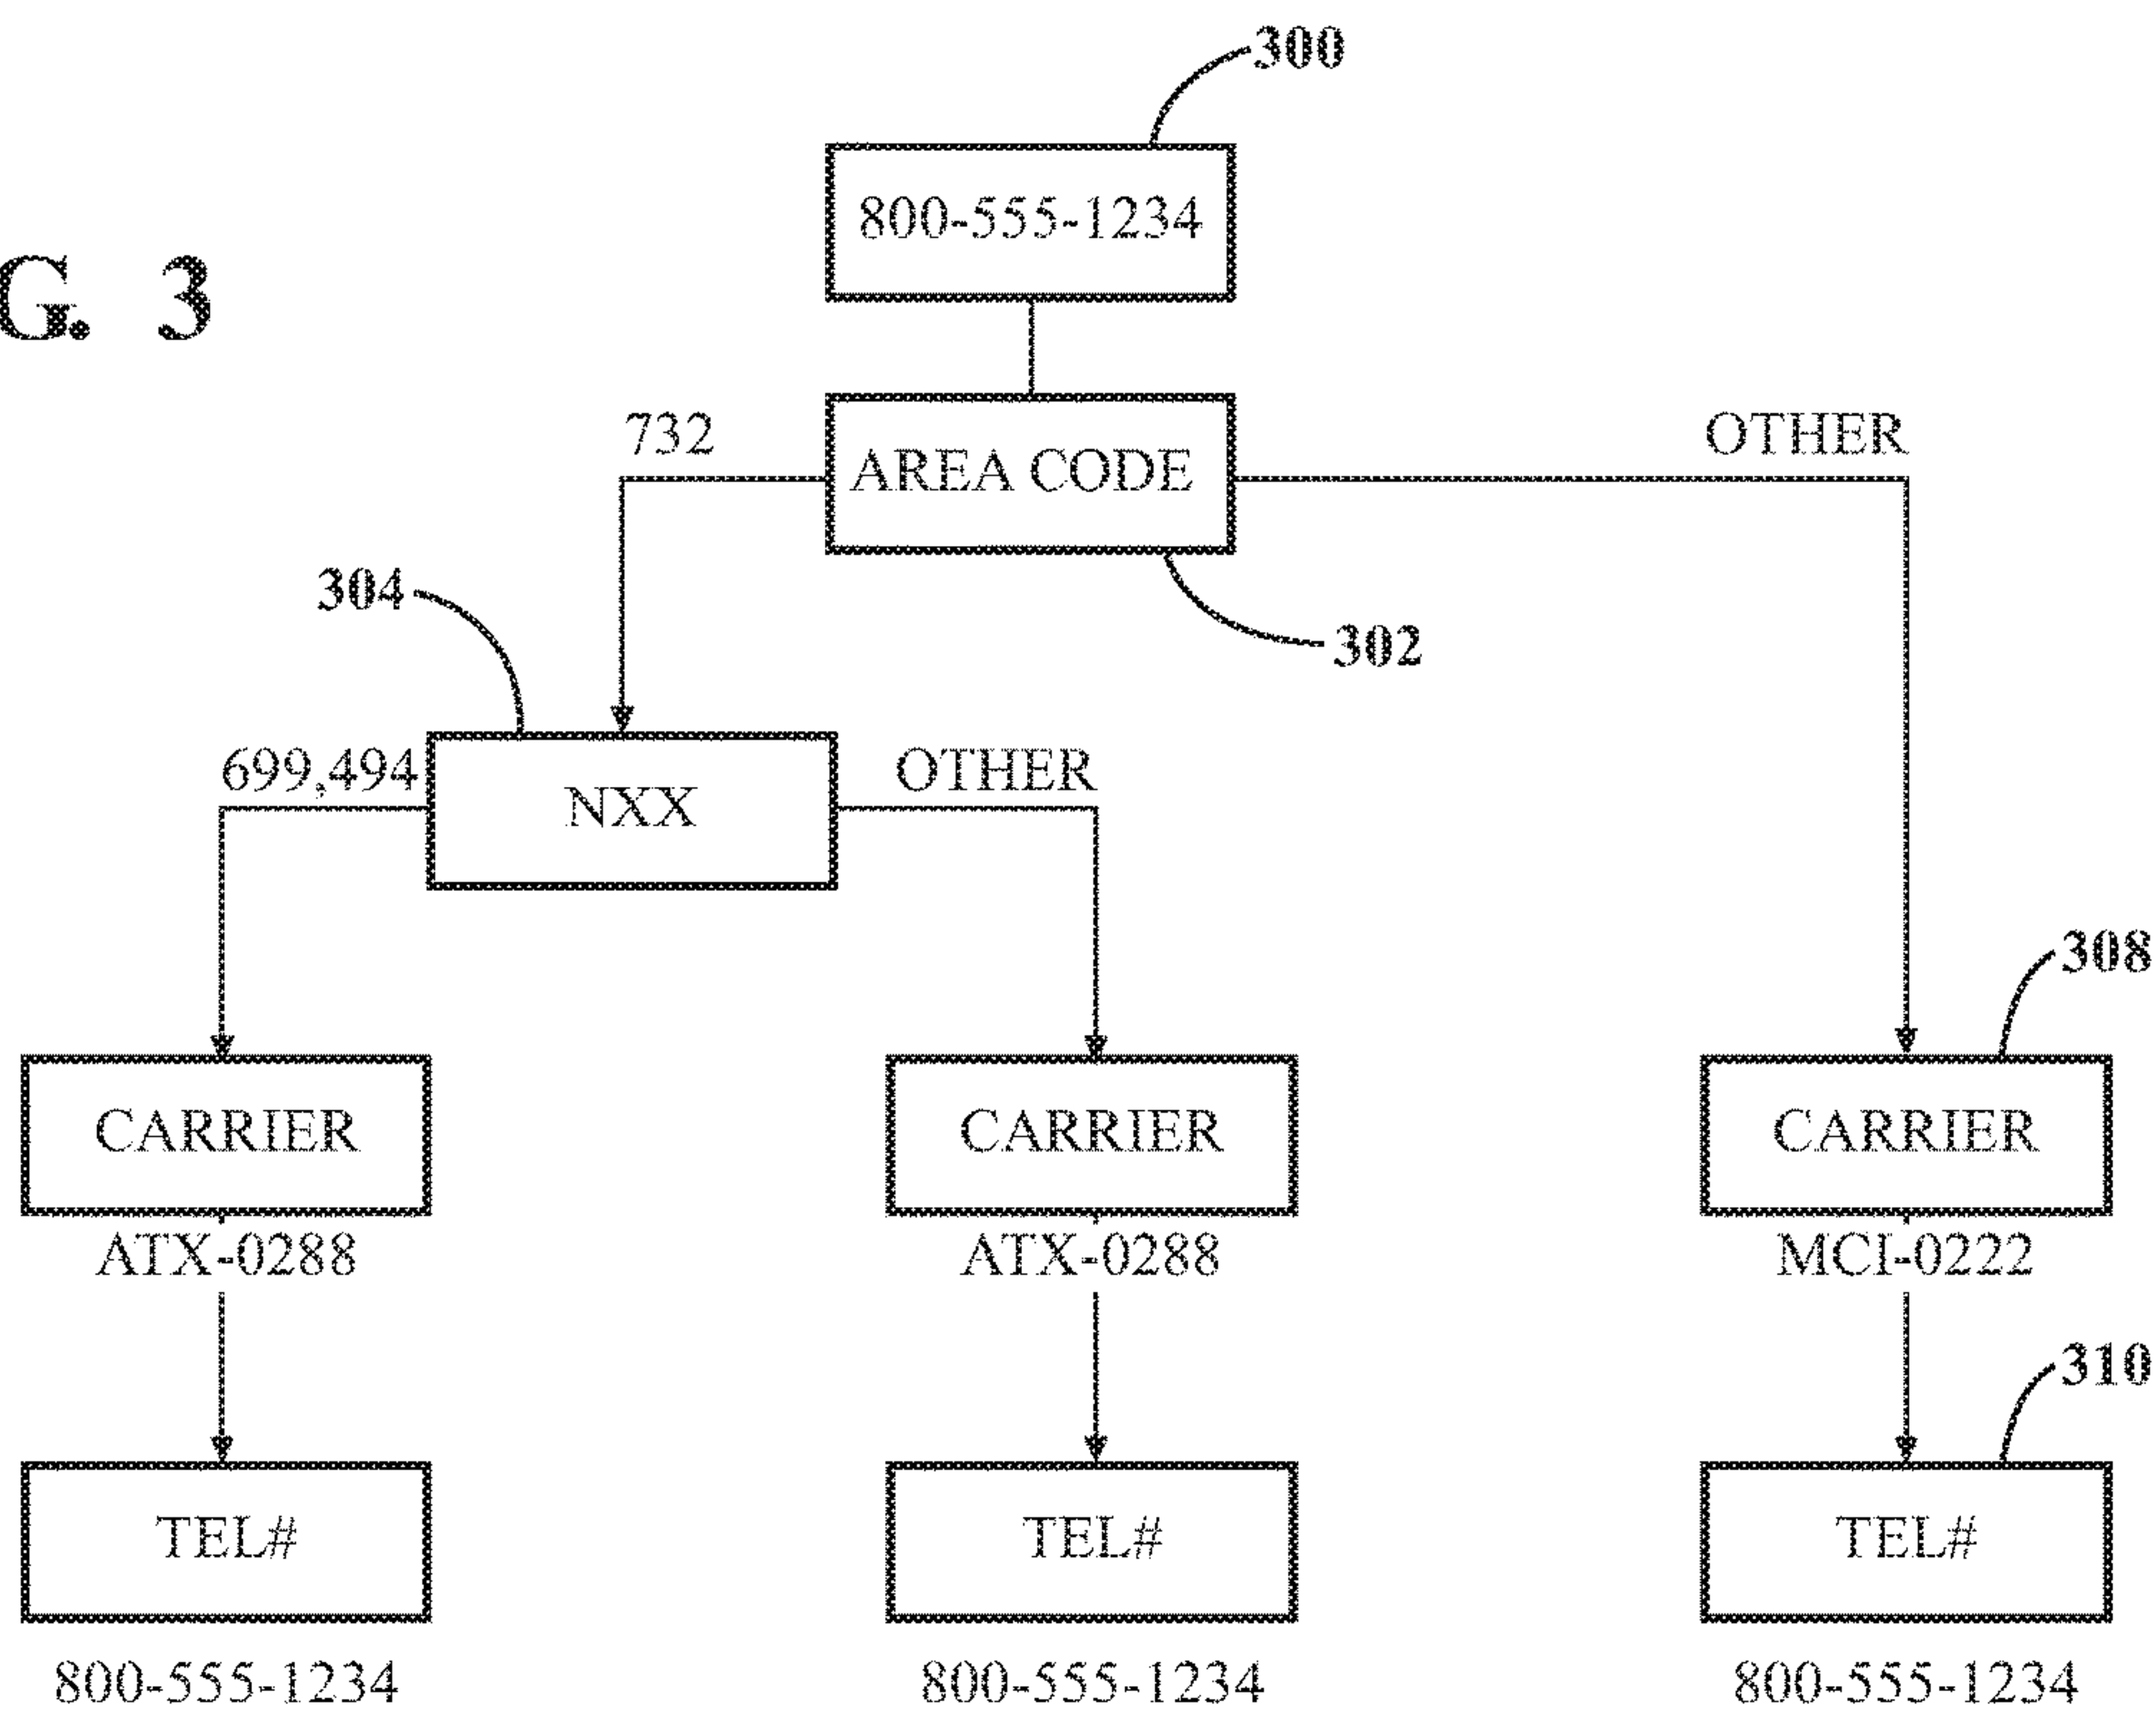 300
800-555-1234
G. 3
732
AREA CODE
OTHER
304
302
699,494
NXX
OTHER
308
CARRIER
CARRIER
CARRIER
ATX-0288
ATX-0288
MCI-0222
310
TEL#
TEL#
TEL#
800-555-1234
800-555-1234
800-555-1234